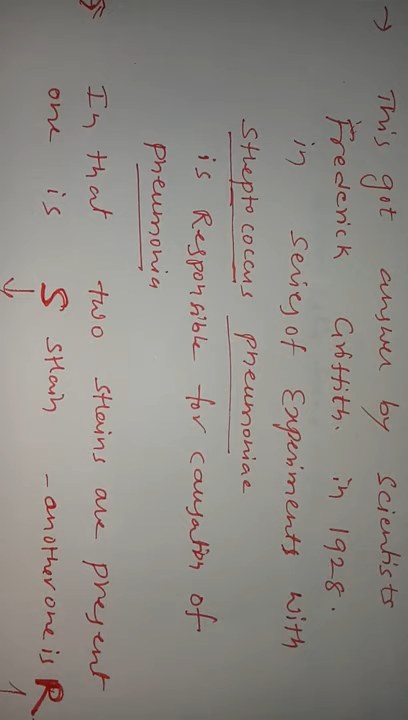 → This got answer by Scientists
Frederick Griffith. in 1928.
in series of Experiments with
Streptococcus pneumoniae
is Responsible for causation of
pneumonia
In that two strains are present
one is S strain - another one is R
↓ ↓